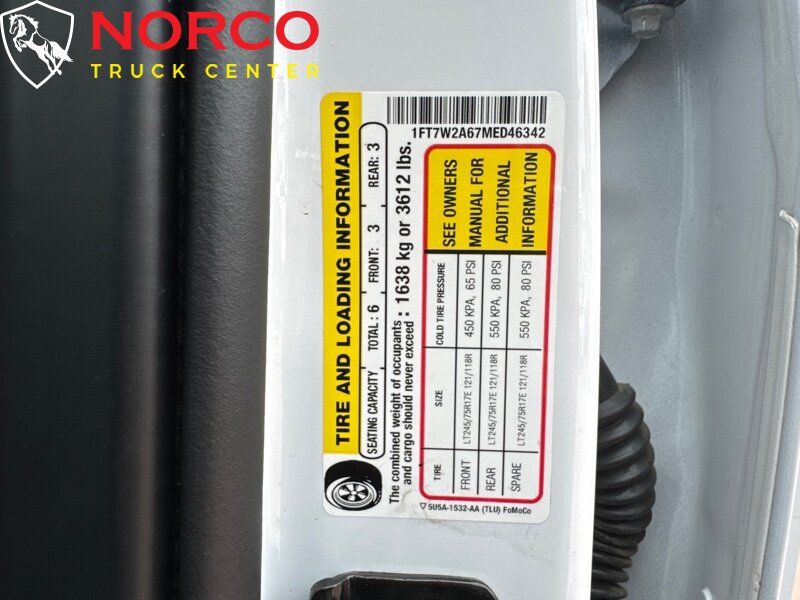 NORCO
TRUCK CENTER
1FT7W2A67MED46342
TIRE AND LOADING INFORMATION
SEATING CAPACITY TOTAL : 6 FRONT: 3 REAR: 3
The combined weight of occupants
and cargo should never exceed : 1638 kg or 3612 lbs.
TIRE SIZE COLD TIRE PRESSURE SEE OWNERS
FRONT LT245/75R17E 121/118R 450 KPA, 65 PSI MANUAL FOR
REAR LT245/75R17E 121/118R 550 KPA, 80 PSI ADDITIONAL
SPARE LT245/75R17E 121/118R 550 KPA, 80 PSI INFORMATION
5U5A-1532-AA (TLU) FoMoCo